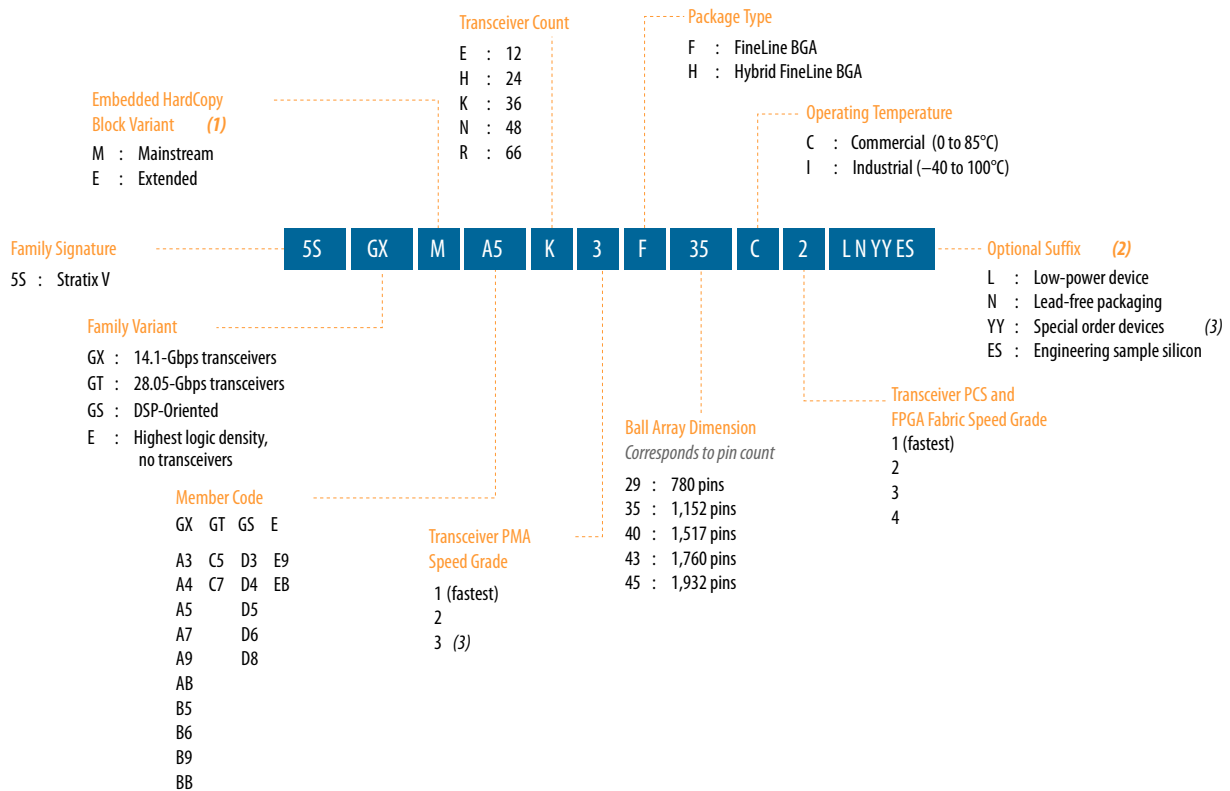 Transceiver Count
E : 12
H : 24
K : 36
N : 48
R : 66
Package Type
F : FineLine BGA
H : Hybrid FineLine BGA
Embedded HardCopy
Block Variant (1)
M : Mainstream
E : Extended
Operating Temperature
C : Commercial (0 to 85°C)
I : Industrial (–40 to 100°C)
Family Signature
5S : Stratix V
5S GX M A5 K 3 F 35 C 2 L N YY ES
Optional Suffix (2)
L : Low-power device
N : Lead-free packaging
YY : Special order devices (3)
ES : Engineering sample silicon
Family Variant
GX : 14.1-Gbps transceivers
GT : 28.05-Gbps transceivers
GS : DSP-Oriented
E : Highest logic density,
no transceivers
Member Code
GX GT GS E
A3 C5 D3 E9
A4 C7 D4 EB
A5 D5
A7 D6
A9 D8
AB
B5
B6
B9
BB
Transceiver PMA
Speed Grade
1 (fastest)
2
3 (3)
Ball Array Dimension
Corresponds to pin count
29 : 780 pins
35 : 1,152 pins
40 : 1,517 pins
43 : 1,760 pins
45 : 1,932 pins
Transceiver PCS and
FPGA Fabric Speed Grade
1 (fastest)
2
3
4